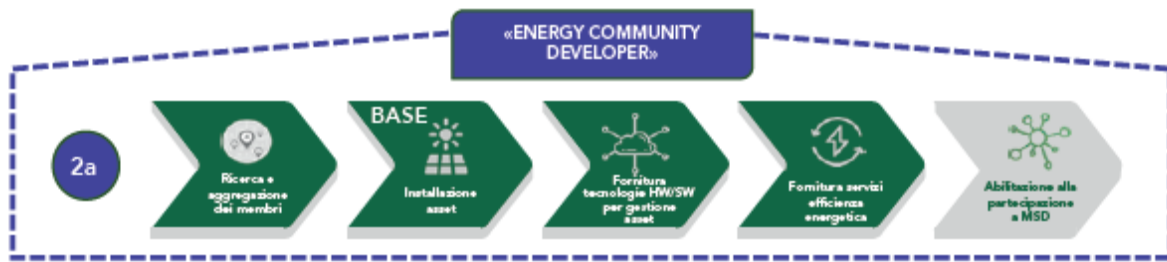 «ENERGY COMMUNITY
DEVELOPER»
2a
Ricerca e
aggregazione
dei membri
BASE
Installazione
asset
Fornitura
tecnologie HW/SW
per gestione
asset
Fornitura servizi
efficienza
energetica
Abilitazione alla
partecipazione
a MSD